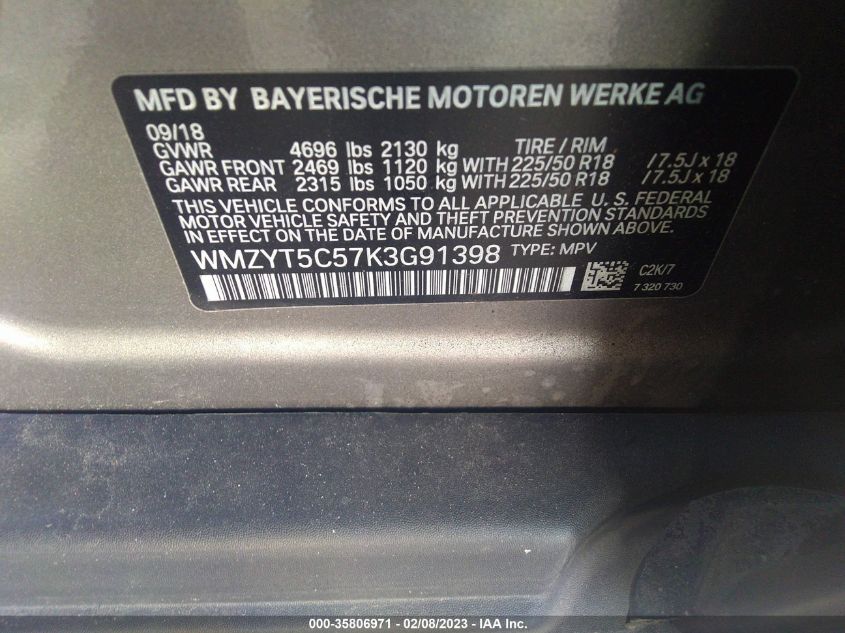 MFD BY BAYERISCHE MOTOREN WERKE AG
09/18
GVWR 4696 lbs 2130 kg TIRE / RIM
GAWR FRONT 2469 lbs 1120 kg WITH 225/50 R18 /7.5J x 18
GAWR REAR 2315 lbs 1050 kg WITH 225/50 R18 /7.5J x 18
THIS VEHICLE CONFORMS TO ALL APPLICABLE U. S. FEDERAL
MOTOR VEHICLE SAFETY AND THEFT PREVENTION STANDARDS
IN EFFECT ON THE DATE OF MANUFACTURE SHOWN ABOVE.
WMZYT5C57K3G91398 TYPE: MPV
C2K/7
7 320 730
000-35806971 - 02/08/2023 - © IAA Inc.